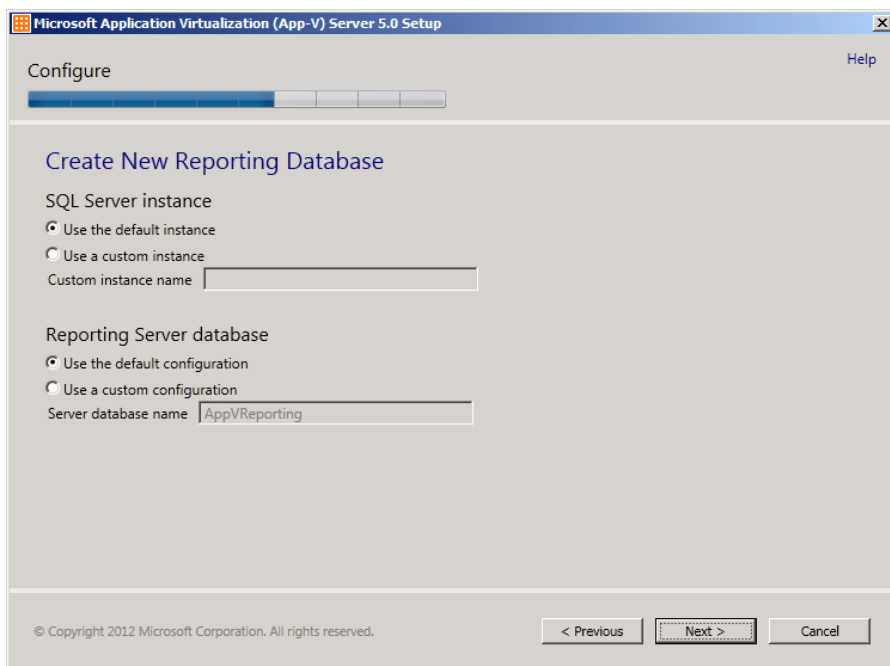 Microsoft Application Virtualization (App-V) Server 5.0 Setup
Help
Configure
Create New Reporting Database
SQL Server instance
Use the default instance
Use a custom instance
Custom instance name
Reporting Server database
Use the default configuration
Use a custom configuration
Server database name AppVReporting
© Copyright 2012 Microsoft Corporation. All rights reserved.
< Previous Next > Cancel